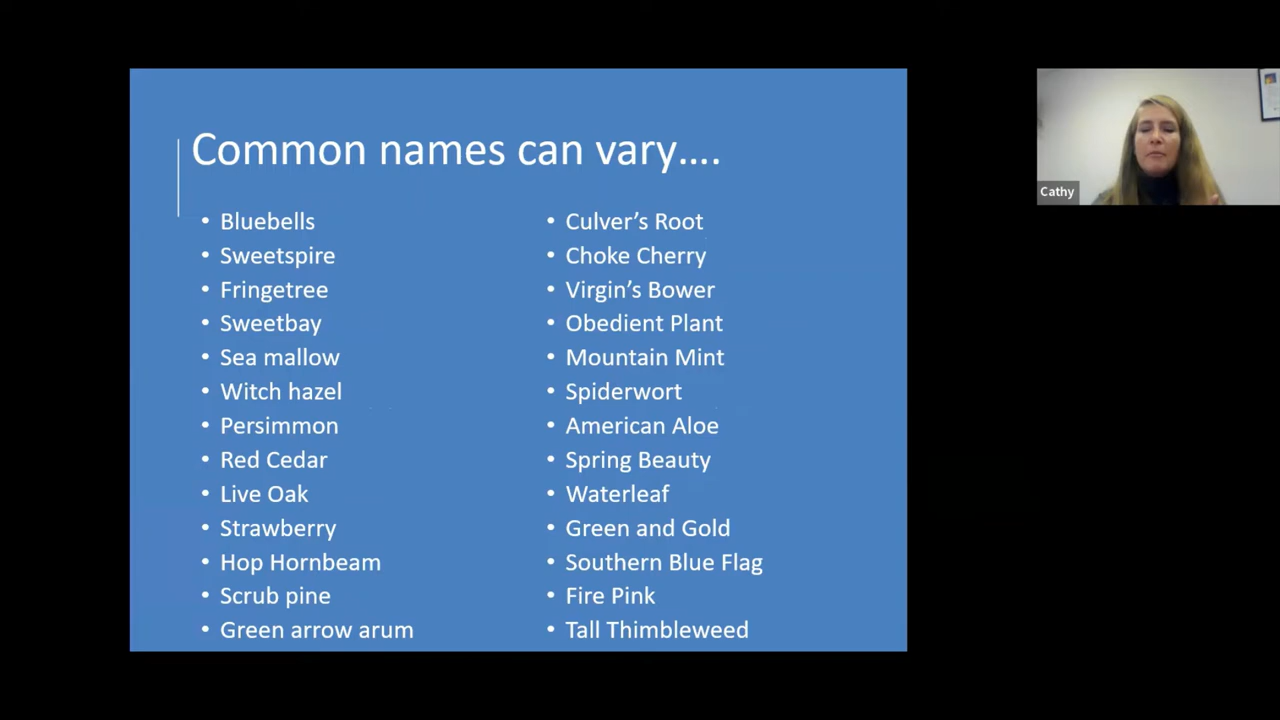 Common names can vary….
• Bluebells
• Sweetspire
• Fringetree
• Sweetbay
• Sea mallow
• Witch hazel
• Persimmon
• Red Cedar
• Live Oak
• Strawberry
• Hop Hornbeam
• Scrub pine
• Green arrow arum
• Culver’s Root
• Choke Cherry
• Virgin’s Bower
• Obedient Plant
• Mountain Mint
• Spiderwort
• American Aloe
• Spring Beauty
• Waterleaf
• Green and Gold
• Southern Blue Flag
• Fire Pink
• Tall Thimbleweed
Cathy